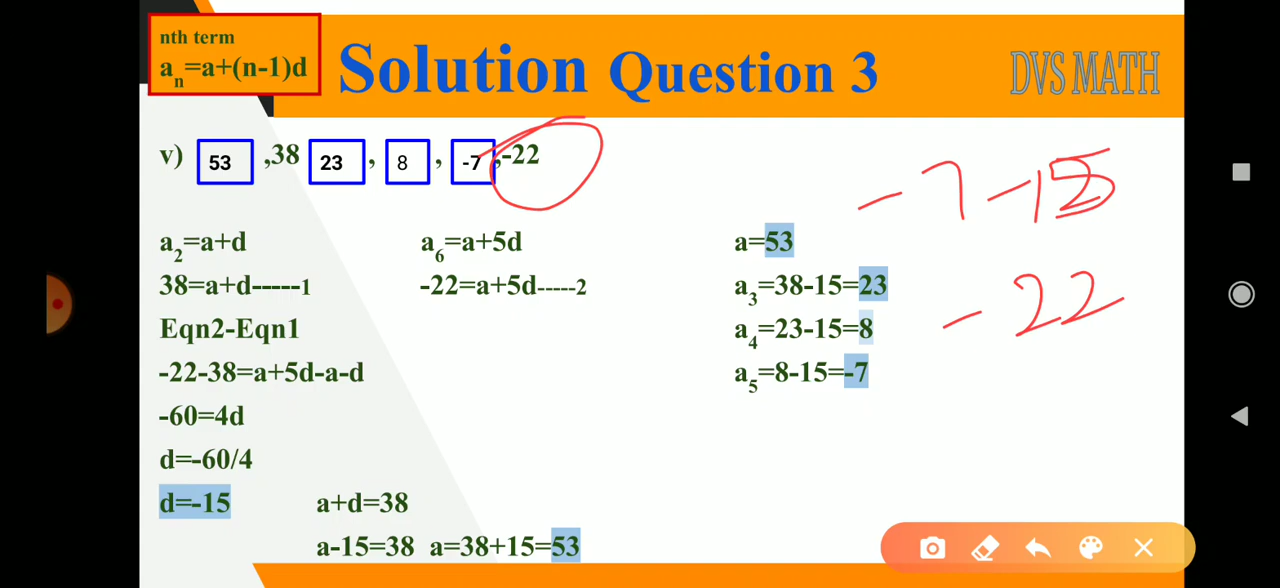 nth term
aₙ=a+(n-1)d
Solution Question 3
DVS MATH
v) 53 ,38 23 , 8 , -7 ,-22
-7-15
-22
a₂=a+d
38=a+d-----1
Eqn2-Eqn1
-22-38=a+5d-a-d
-60=4d
d=-60/4
d=-15
a₆=a+5d
-22=a+5d-----2
a+d=38
a-15=38 a=38+15=53
a=53
a₃=38-15=23
a₄=23-15=8
a₅=8-15=-7